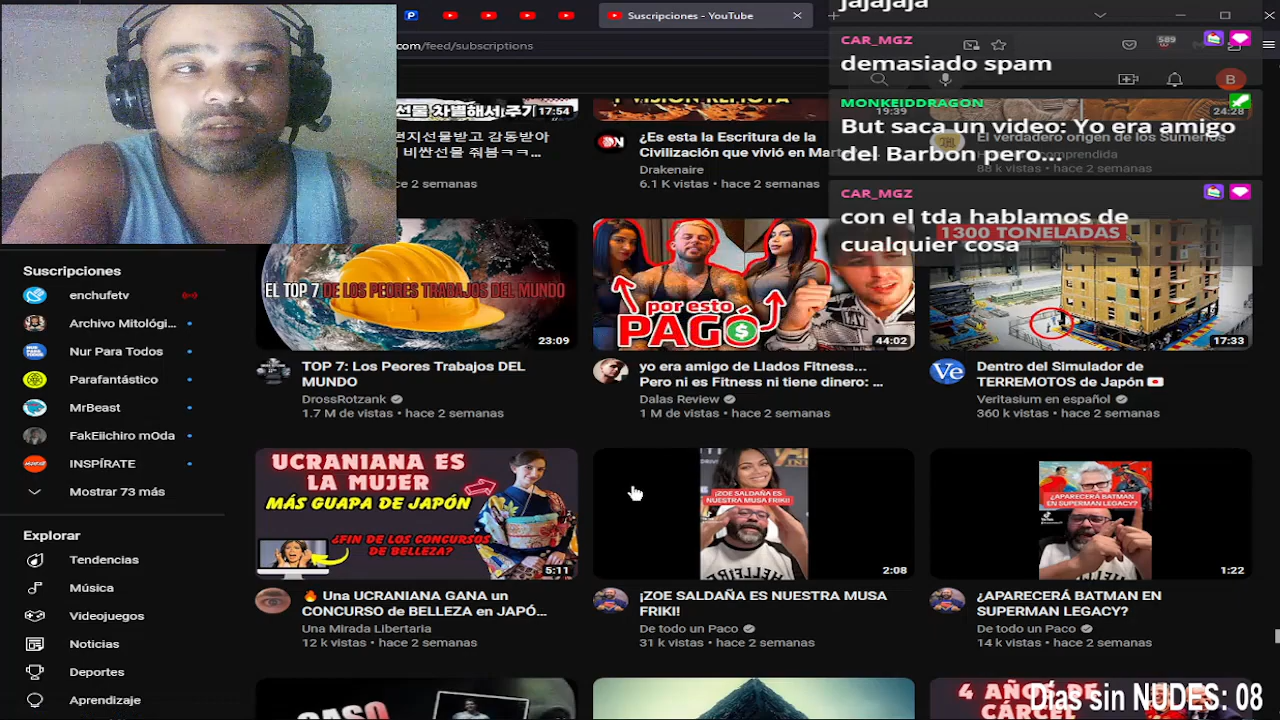 Suscripciones - YouTube
com/feed/subscriptions
589
jajajaja
CAR_MGZ
demasiado spam
MONKEIDDRAGON
But saca un video: Yo era amigo
del Barbon pero...
CAR_MGZ
con el tda hablamos de
cualquier cosa
B
선물 차별해서 주기
17:54
편지선물받고 감동받아
비싼선물 줘봄ㅋㅋ...
hace 2 semanas
¿Es esta la Escritura de la
Civilización que vivió en Mart
Drakenaire
6.1 K vistas • hace 2 semanas
19:39
24:28
El verdadero origen de los Sumerios
88 k vistas • hace 2 semanas
Suscripciones
enchufetv
Archivo Mitológi...
Nur Para Todos
Parafantástico
MrBeast
FakEiichiro mOda
INSPÍRATE
Mostrar 73 más
Explorar
Tendencias
Música
Videojuegos
Noticias
Deportes
Aprendizaje
EL TOP 7 DE LOS PEORES TRABAJOS DEL MUNDO
23:09
TOP 7: Los Peores Trabajos DEL
MUNDO
DrossRotzank
1.7 M de vistas • hace 2 semanas
por esto
PAGÓ
$
44:02
yo era amigo de Llados FItness...
Pero ni es Fitness ni tiene dinero: ...
Dalas Review
1 M de vistas • hace 2 semanas
1300 TONELADAS
17:33
Ve
Dentro del Simulador de
TERREMOTOS de Japón
Veritasium en español
360 k vistas • hace 2 semanas
UCRANIANA ES
LA MUJER
MÁS GUAPA DE JAPÓN
¿FIN DE LOS CONCURSOS
DE BELLEZA?
5:11
Una UCRANIANA GANA un
CONCURSO de BELLEZA en JAPÓ...
Una Mirada Libertaria
12 k vistas • hace 2 semanas
¡ZOE SALDAÑA ES
NUESTRA MUSA FRIKI!
2:08
¡ZOE SALDAÑA ES NUESTRA MUSA
FRIKI!
De todo un Paco
31 k vistas • hace 2 semanas
¿APARECERÁ BATMAN
EN SUPERMAN LEGACY?
1:22
¿APARECERÁ BATMAN EN
SUPERMAN LEGACY?
De todo un Paco
14 k vistas • hace 2 semanas
CASO
4 AÑOS DE
CÁRCEL
Días sin NUDES: 08